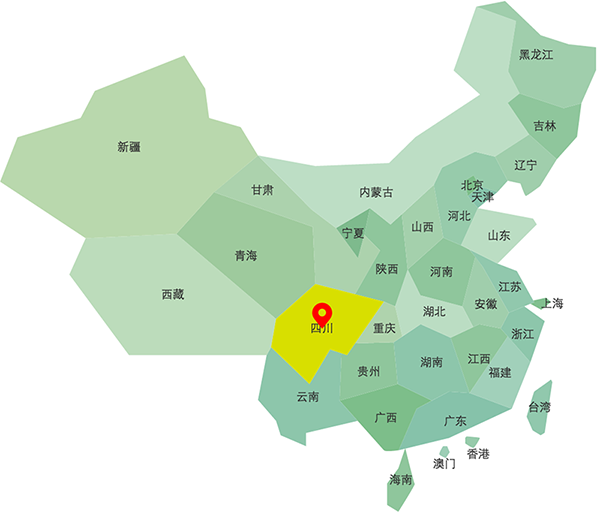 黑龙江
吉林
新疆
辽宁
北京
甘肃
内蒙古
天津
河北
山西
宁夏
山东
青海
陕西
河南
江苏
西藏
上海
安徽
湖北
四川
重庆
浙江
江西
湖南
贵州
福建
云南
台湾
广西
广东
香港
澳门
海南